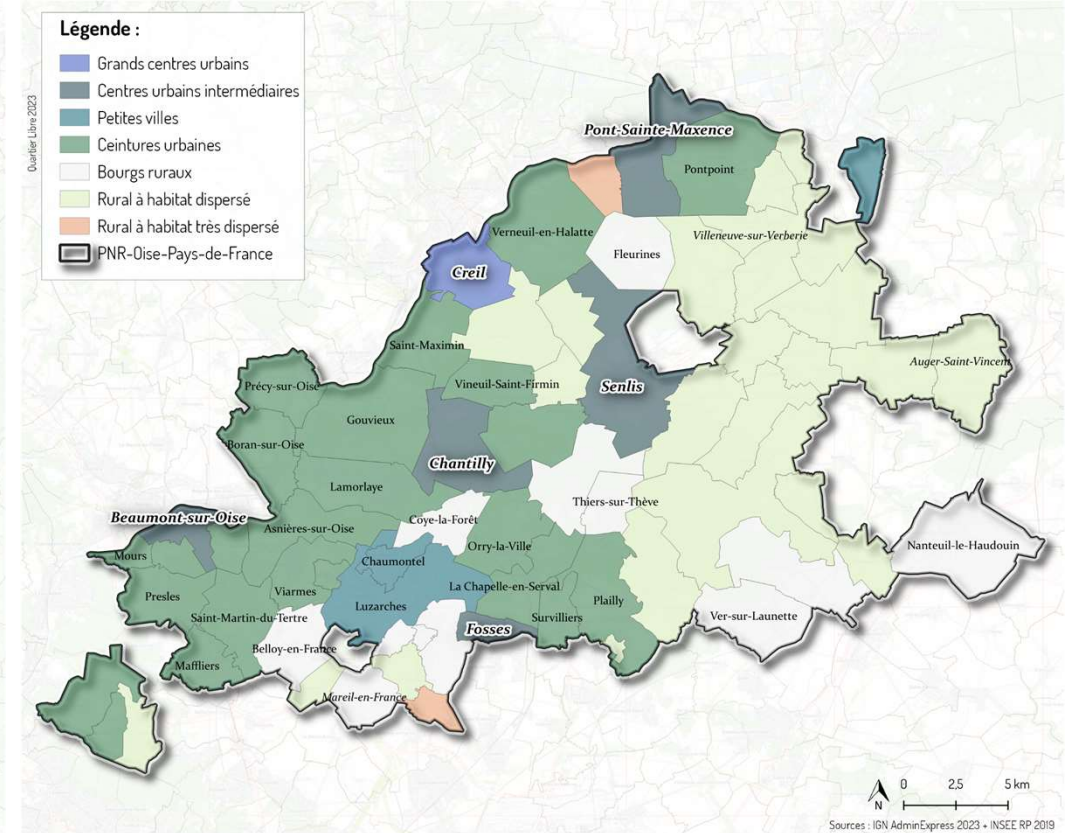 Légende :
Grands centres urbains
Centres urbains intermédiaires
Petites villes
Ceintures urbaines
Bourgs ruraux
Rural à habitat dispersé
Rural à habitat très dispersé
PNR-Oise-Pays-de-France
Quartier Libre 2023
Pont-Sainte-Maxence
Pontpoint
Verneuil-en-Halatte
Villeneuve-sur-Verberie
Fleurines
Creil
Saint-Maximin
Auger-Saint-Vincent
Précy-sur-Oise
Vineuil-Saint-Firmin
Senlis
Gouvieux
Boran-sur-Oise
Chantilly
Lamorlaye
Thiers-sur-Thève
Beaumont-sur-Oise
Coye-la-Forêt
Asnières-sur-Oise
Orry-la-Ville
Nanteuil-le-Haudouin
Mours
Chaumontel
La Chapelle-en-Serval
Viarmes
Presles
Plailly
Luzarches
Saint-Martin-du-Tertre
Survilliers
Ver-sur-Launette
Fosses
Belloy-en-France
Maffliers
Mareil-en-France
N
0 2,5 5 km
Sources : IGN AdminExpress 2023 + INSEE RP 2019